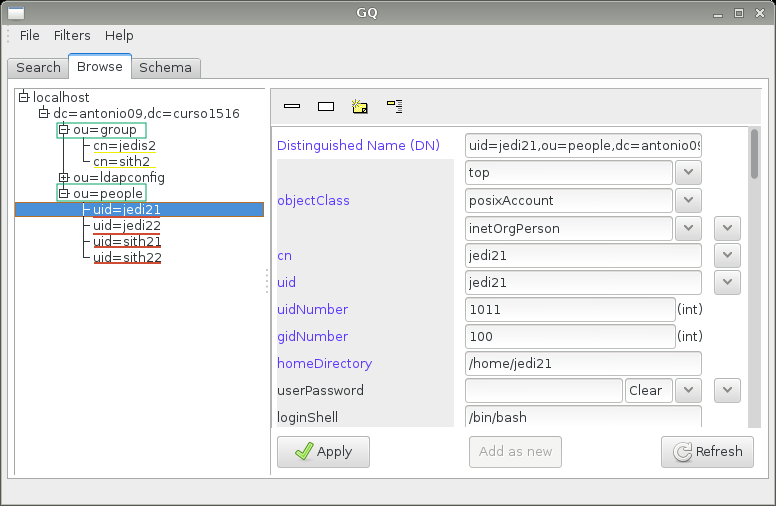 GQ
File Filters Help
Search Browse Schema
localhost
dc=antonio09,dc=curso1516
ou=group
cn=jedis2
cn=sith2
ou=ldapconfig
ou=people
uid=jedi21
uid=jedi22
uid=sith21
uid=sith22
Distinguished Name (DN) uid=jedi21,ou=people,dc=antonio09
top
objectClass posixAccount
inetOrgPerson
cn jedi21
uid jedi21
uidNumber 1011 (int)
gidNumber 100 (int)
homeDirectory /home/jedi21
userPassword Clear
loginShell /bin/bash
Apply Add as new Refresh